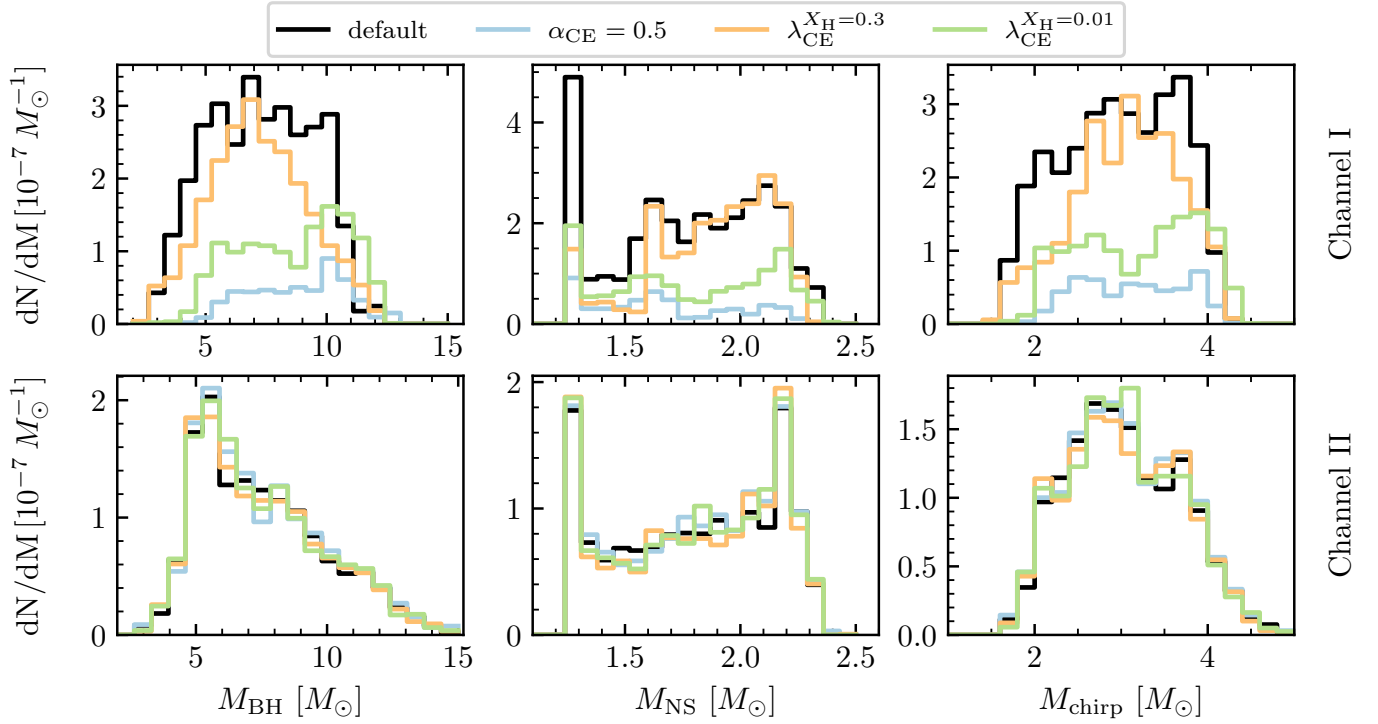 default α_CE = 0.5 λ_CE^{X_H=0.3} λ_CE^{X_H=0.01}
dN/dM [10⁻⁷ M_⊙⁻¹]
3
2
1
0
5 10 15
4
2
0
1.5 2.0 2.5
3
2
1
0
2 4
Channel I
dN/dM [10⁻⁷ M_⊙⁻¹]
2
1
0
5 10 15
M_BH [M_⊙]
2
1
0
1.5 2.0 2.5
M_NS [M_⊙]
1.5
1.0
0.5
0.0
2 4
M_chirp [M_⊙]
Channel II